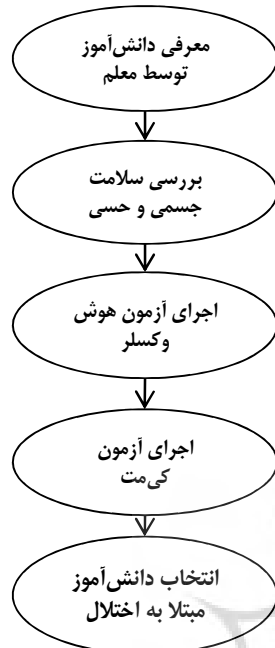 معرفی دانش‌آموز
توسط معلم
بررسی سلامت
جسمی و حسی
اجرای آزمون هوش
وکسلر
اجرای آزمون
کی‌مت
انتخاب دانش‌آموز
مبتلا به اختلال